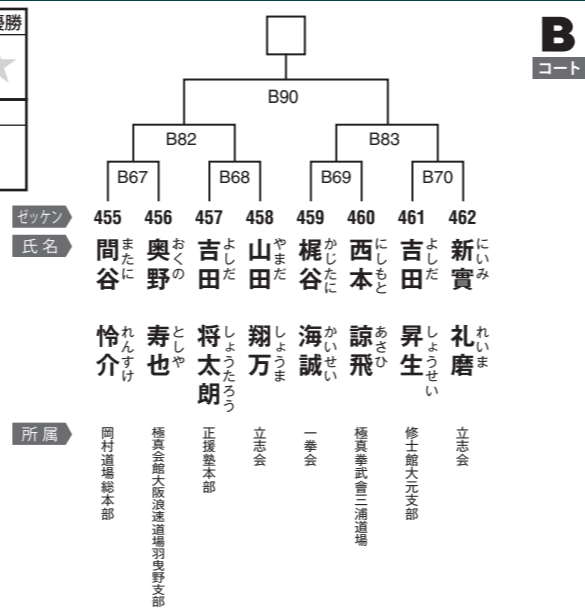 優勝
B
コート
B90
B82
B83
B67
B68
B69
B70
ゼッケン
455
456
457
458
459
460
461
462
氏名
間谷 怜介
またに れんすけ
奥野 寿也
おくの としや
吉田 将太朗
よしだ しょうたろう
山田 翔万
やまだ しょうま
梶谷 海誠
かじたに かいせい
西本 諒飛
にしもと あさひ
吉田 昇生
よしだ しょうせい
新實 礼磨
にいみ れいま
所属
岡村道場総本部
極真会館大阪浪速道場羽曳野支部
正援塾本部
立志会
一拳会
極真拳武會三浦道場
修士館大元支部
立志会